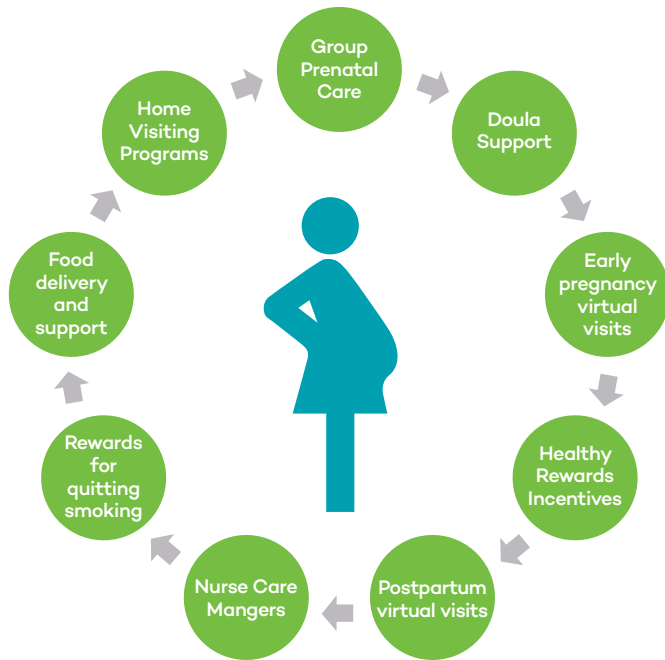 Group
Prenatal
Care
Doula
Support
Early
pregnancy
virtual
visits
Healthy
Rewards
Incentives
Postpartum
virtual visits
Nurse Care
Mangers
Rewards
for
quitting
smoking
Food
delivery
and
support
Home
Visiting
Programs